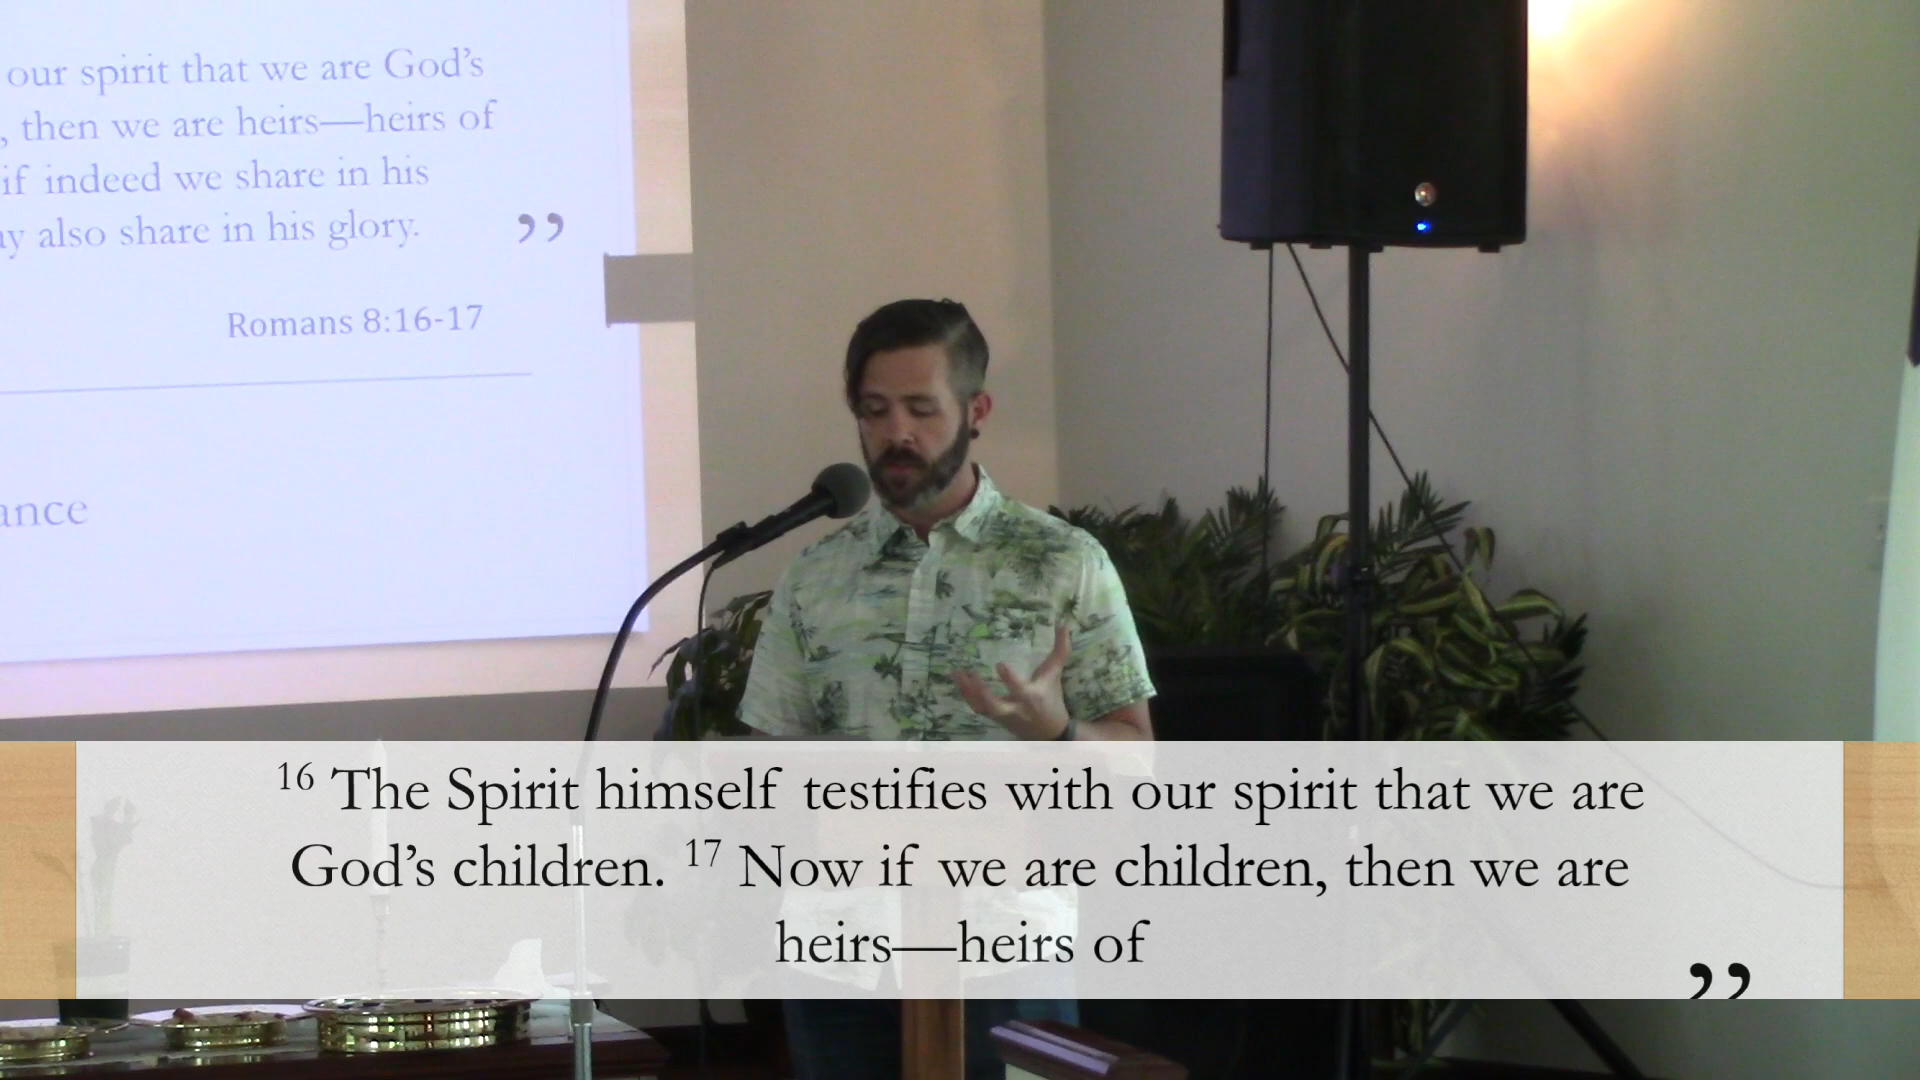 our spirit that we are God's
, then we are heirs—heirs of
if indeed we share in his
ay also share in his glory.
”
Romans 8:16-17
ance
16 The Spirit himself testifies with our spirit that we are
God's children. 17 Now if we are children, then we are
heirs—heirs of
”